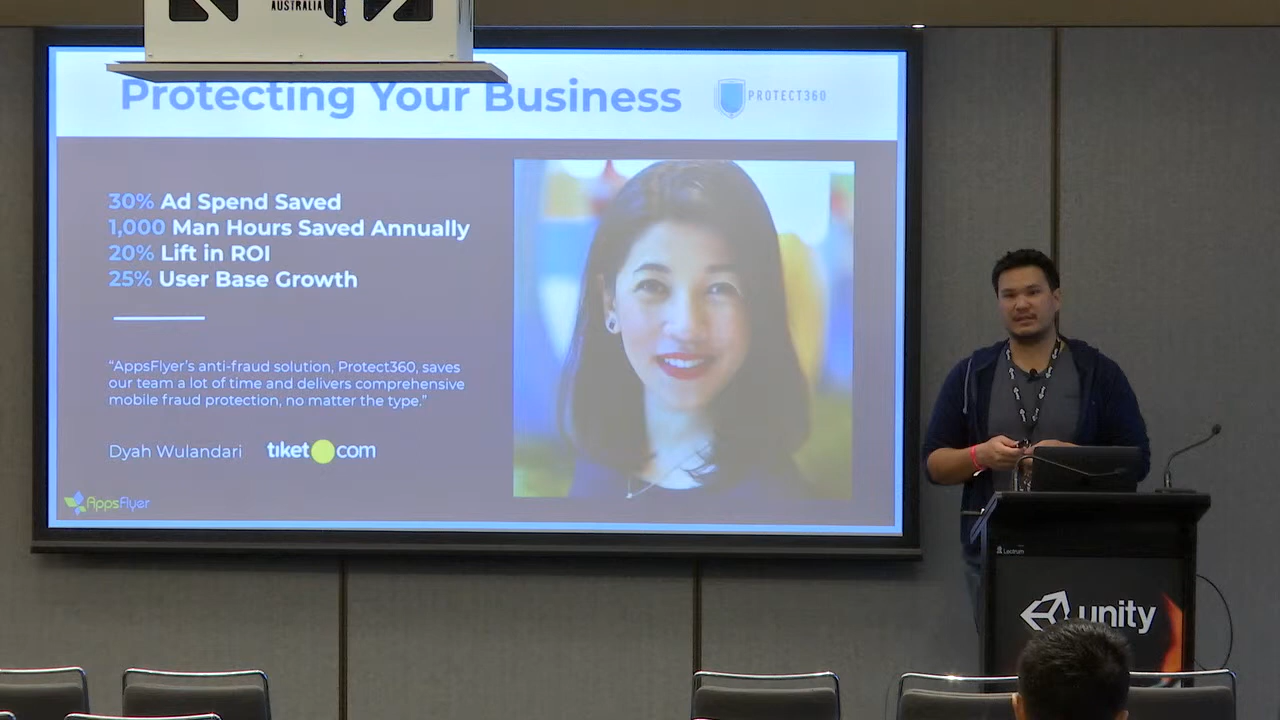 AUSTRALIA
Protecting Your Business
PROTECT360
30% Ad Spend Saved
1,000 Man Hours Saved Annually
20% Lift in ROI
25% User Base Growth
“AppsFlyer’s anti-fraud solution, Protect360, saves
our team a lot of time and delivers comprehensive
mobile fraud protection, no matter the type.”
Dyah Wulandari
tiket.com
AppsFlyer
Lectrum
unity